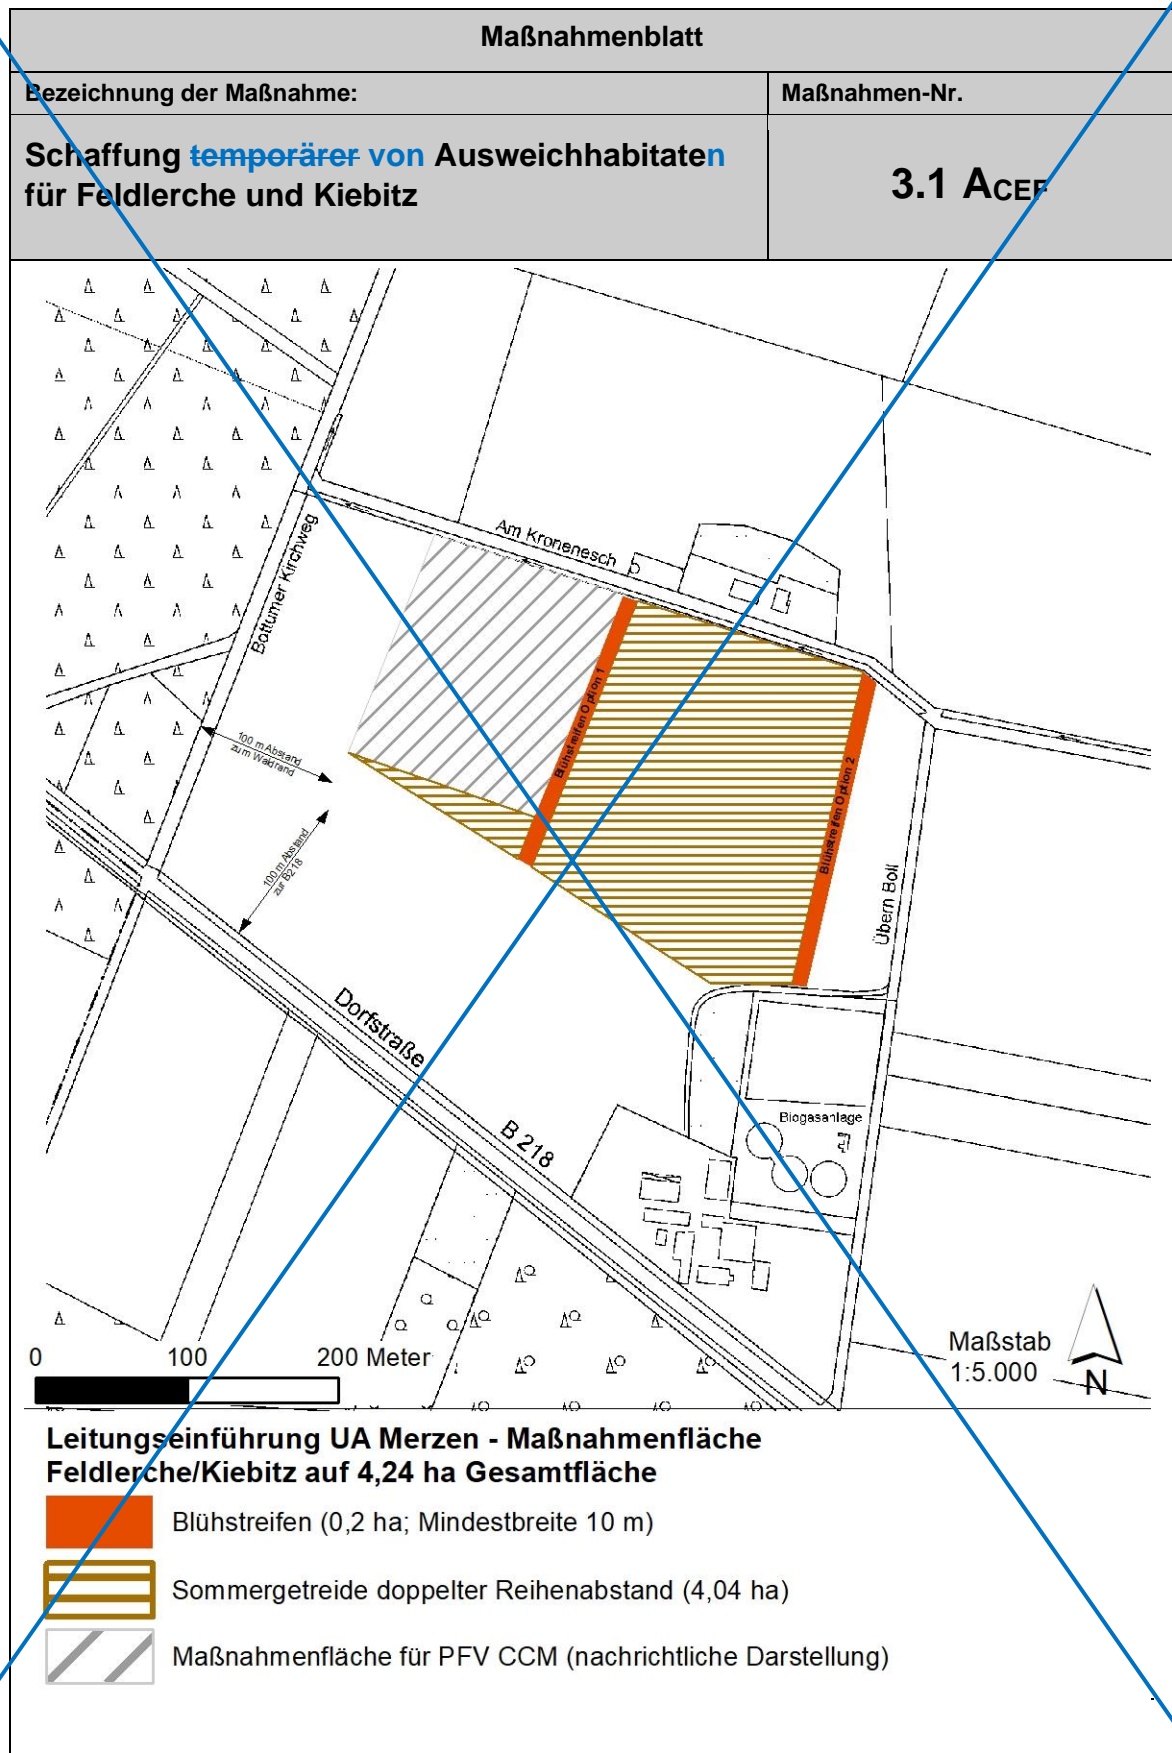 Maßnahmenblatt
Bezeichnung der Maßnahme:
Maßnahmen-Nr.
Schaffung temporärer von Ausweichhabitaten
für Feldlerche und Kiebitz
3.1 ACEF
Am Kronenesch
Bottumer Kirchweg
Blühstreifen Option 1
100 m Abstand
zum Waldrand
Blühstreifen Option 2
100 m Abstand
zur B218
Übern Boll
Dorfstraße
B 218
Biogasanlage
0 100 200 Meter
Maßstab
1:5.000
N
Leitungseinführung UA Merzen - Maßnahmenfläche
Feldlerche/Kiebitz auf 4,24 ha Gesamtfläche
Blühstreifen (0,2 ha; Mindestbreite 10 m)
Sommergetreide doppelter Reihenabstand (4,04 ha)
Maßnahmenfläche für PFV CCM (nachrichtliche Darstellung)